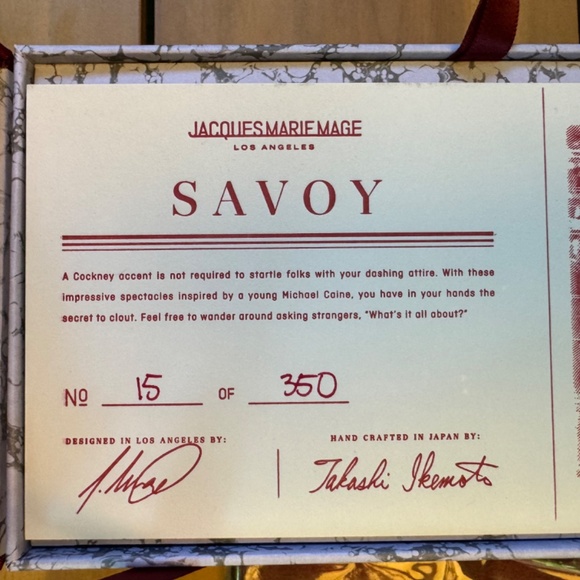 JACQUES MARIE MAGE
LOS ANGELES
SAVOY
A Cockney accent is not required to startle folks with your dashing attire. With these
impressive spectacles inspired by a young Michael Caine, you have in your hands the
secret to clout. Feel free to wander around asking strangers, "What's it all about?"
No 15 OF 350
DESIGNED IN LOS ANGELES BY: HAND CRAFTED IN JAPAN BY:
Takashi Ikemoto